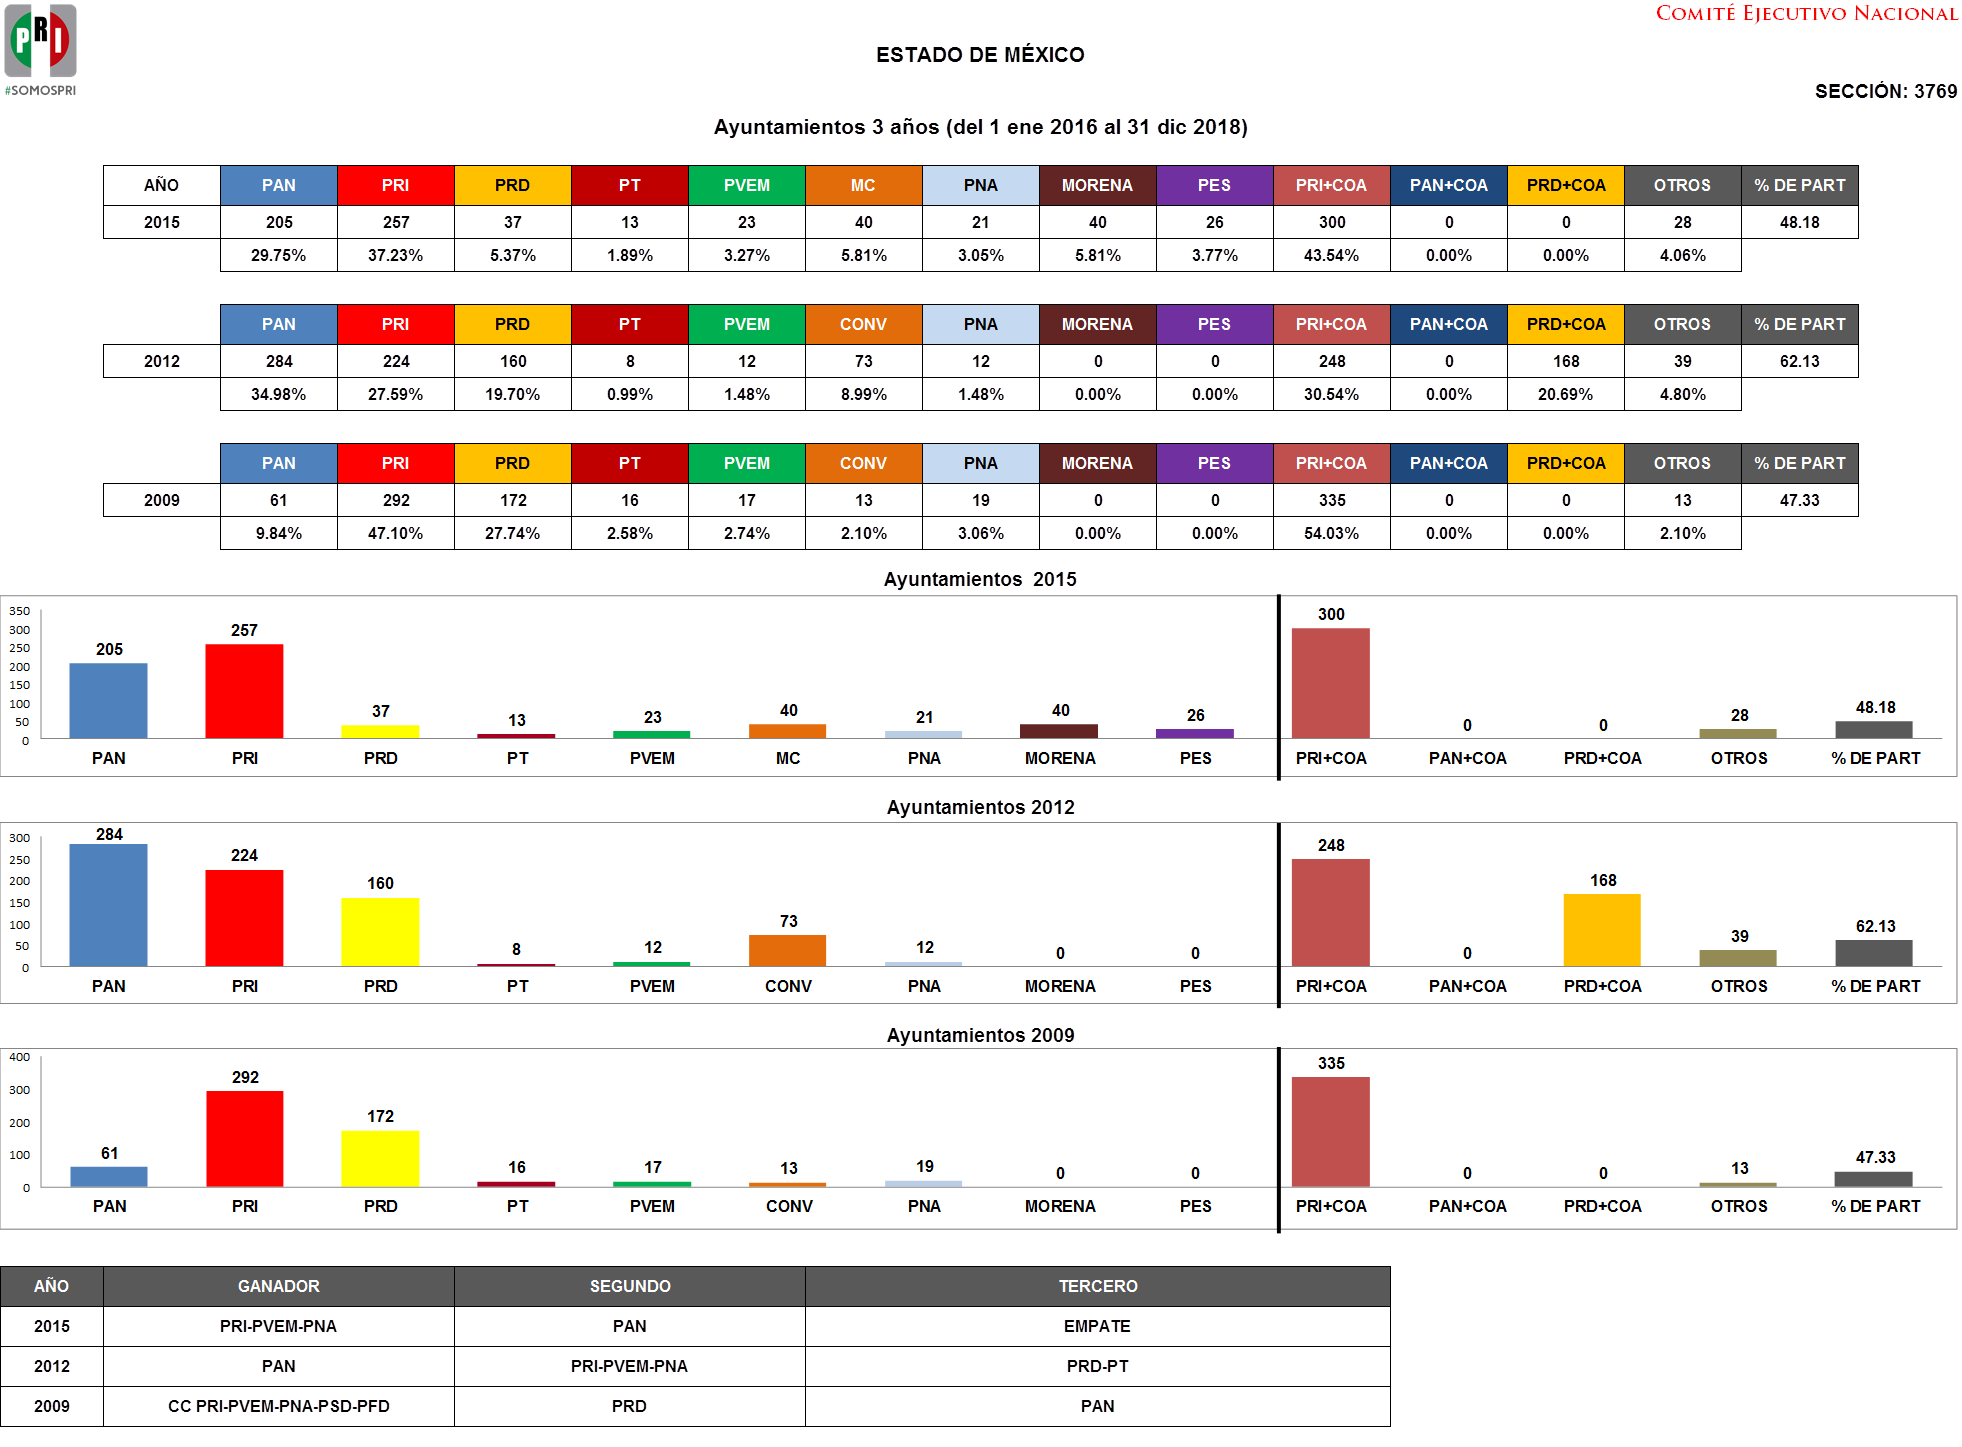 PRI
#SOMOSPRI
COMITÉ EJECUTIVO NACIONAL
ESTADO DE MÉXICO
SECCIÓN: 3769
Ayuntamientos 3 años (del 1 ene 2016 al 31 dic 2018)
AÑO PAN PRI PRD PT PVEM MC PNA MORENA PES PRI+COA PAN+COA PRD+COA OTROS % DE PART
2015 205 257 37 13 23 40 21 40 26 300 0 0 28 48.18
29.75% 37.23% 5.37% 1.89% 3.27% 5.81% 3.05% 5.81% 3.77% 43.54% 0.00% 0.00% 4.06%
PAN PRI PRD PT PVEM CONV PNA MORENA PES PRI+COA PAN+COA PRD+COA OTROS % DE PART
2012 284 224 160 8 12 73 12 0 0 248 0 168 39 62.13
34.98% 27.59% 19.70% 0.99% 1.48% 8.99% 1.48% 0.00% 0.00% 30.54% 0.00% 20.69% 4.80%
PAN PRI PRD PT PVEM CONV PNA MORENA PES PRI+COA PAN+COA PRD+COA OTROS % DE PART
2009 61 292 172 16 17 13 19 0 0 335 0 0 13 47.33
9.84% 47.10% 27.74% 2.58% 2.74% 2.10% 3.06% 0.00% 0.00% 54.03% 0.00% 0.00% 2.10%
Ayuntamientos 2015
350
300
250
200
150
100
50
0
205 257 37 13 23 40 21 40 26 300 0 0 28 48.18
PAN PRI PRD PT PVEM MC PNA MORENA PES PRI+COA PAN+COA PRD+COA OTROS % DE PART
Ayuntamientos 2012
300
250
200
150
100
50
0
284 224 160 8 12 73 12 0 0 248 0 168 39 62.13
PAN PRI PRD PT PVEM CONV PNA MORENA PES PRI+COA PAN+COA PRD+COA OTROS % DE PART
Ayuntamientos 2009
400
300
200
100
0
61 292 172 16 17 13 19 0 0 335 0 0 13 47.33
PAN PRI PRD PT PVEM CONV PNA MORENA PES PRI+COA PAN+COA PRD+COA OTROS % DE PART
AÑO GANADOR SEGUNDO TERCERO
2015 PRI-PVEM-PNA PAN EMPATE
2012 PAN PRI-PVEM-PNA PRD-PT
2009 CC PRI-PVEM-PNA-PSD-PFD PRD PAN